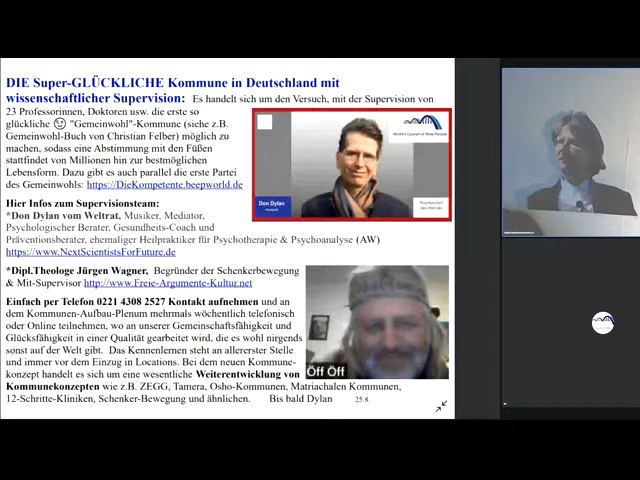 DIE Super-GLÜCKLICHE Kommune in Deutschland mit
wissenschaftlicher Supervision: Es handelt sich um den Versuch, mit der Supervision von
23 Professorinnen, Doktoren usw. die erste so
glückliche 😉 "Gemeinwohl"-Kommune (siehe z.B.
Gemeinwohl-Buch von Christian Felber) möglich zu
machen, sodass eine Abstimmung mit den Füßen
stattfindet von Millionen hin zur bestmöglichen
Lebensform. Dazu gibt es auch parallel die erste Partei
des Gemeinwohls: https://DieKompetente.beepworld.de
World Council of Wise People
Don Dylan
Hier Infos zum Supervisionsteam:
*Don Dylan vom Weltrat, Musiker, Mediator,
Psychologischer Berater, Gesundheits-Coach und
Präventionsberater, ehemaliger Heilpraktiker für Psychotherapie & Psychoanalyse (AW)
https://www.NextScientistsForFuture.de
*Dipl.Theologe Jürgen Wagner, Begründer der Schenkerbewegung
& Mit-Supervisor http://www.Freie-Argumente-Kultur.net
Einfach per Telefon 0221 4308 2527 Kontakt aufnehmen und an
dem Kommunen-Aufbau-Plenum mehrmals wöchentlich telefonisch
oder Online teilnehmen, wo an unserer Gemeinschaftsfähigkeit und
Glücksfähigkeit in einer Qualität gearbeitet wird, die es wohl nirgends
sonst auf der Welt gibt. Das Kennenlernen steht an allererster Stelle
und immer vor dem Einzug in Locations. Bei dem neuen Kommune-
konzept handelt es sich um eine wesentliche Weiterentwicklung von
Kommunekonzepten wie z.B. ZEGG, Tamera, Osho-Kommunen, Matriachalen Kommunen,
12-Schritte-Kliniken, Schenker-Bewegung und ähnlichen. Bis bald Dylan 25.8.
Öff Öff